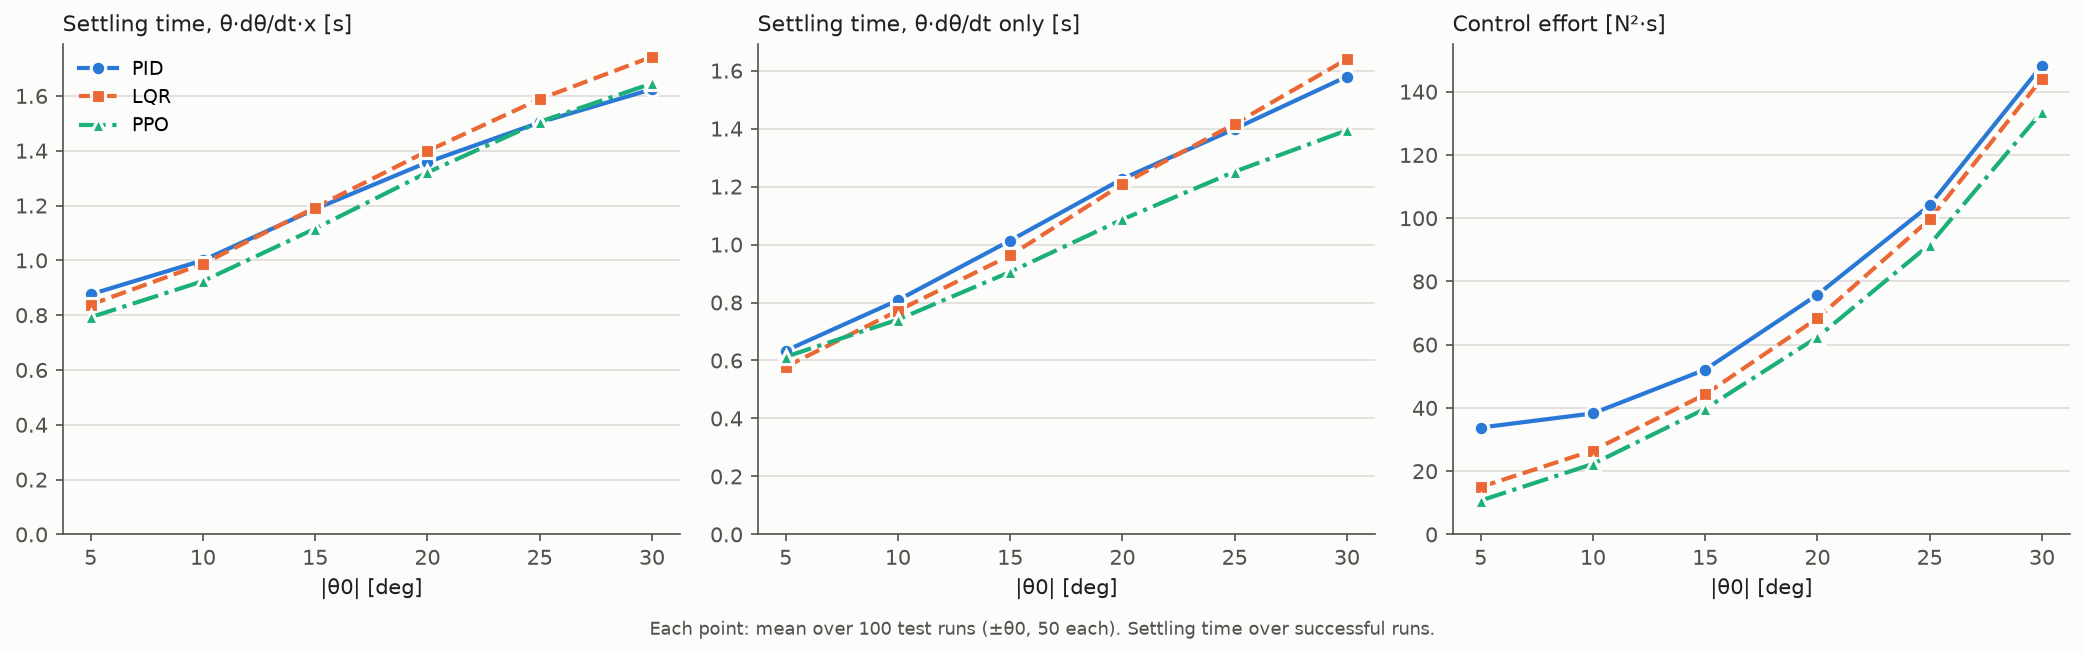 Settling time, θ·dθ/dt·x [s]
PID
LQR
PPO
1.6
1.4
1.2
1.0
0.8
0.6
0.4
0.2
0.0
5 10 15 20 25 30
|θ0| [deg]
Settling time, θ·dθ/dt only [s]
1.6
1.4
1.2
1.0
0.8
0.6
0.4
0.2
0.0
5 10 15 20 25 30
|θ0| [deg]
Control effort [N²·s]
140
120
100
80
60
40
20
0
5 10 15 20 25 30
|θ0| [deg]
Each point: mean over 100 test runs (±θ0, 50 each). Settling time over successful runs.